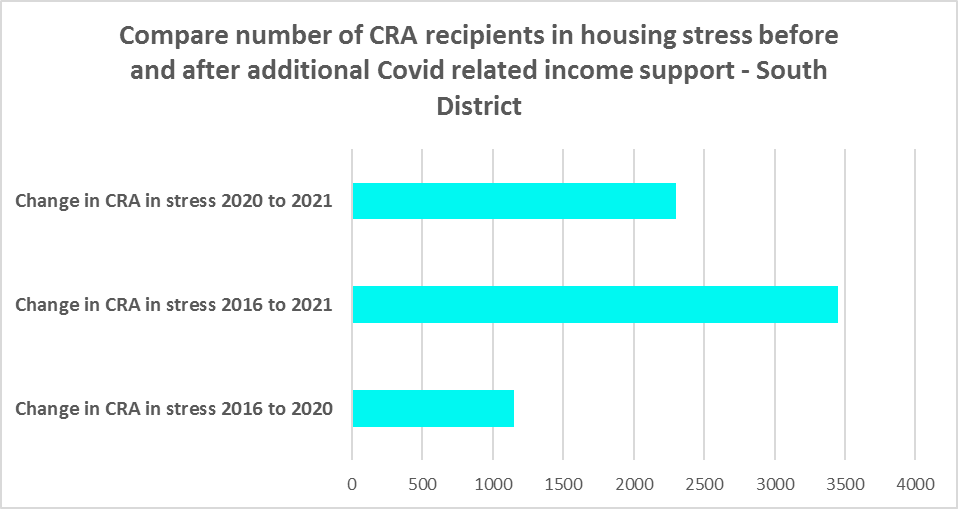 Compare number of CRA recipients in housing stress before
and after additional Covid related income support - South
District
Change in CRA in stress 2020 to 2021
Change in CRA in stress 2016 to 2021
Change in CRA in stress 2016 to 2020
0 500 1000 1500 2000 2500 3000 3500 4000